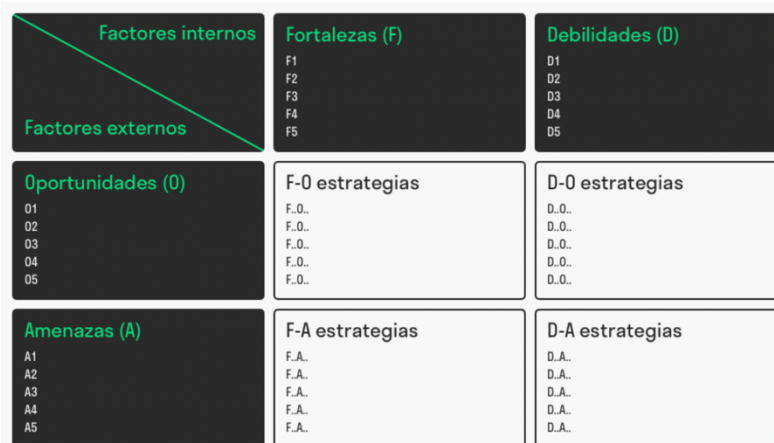 Factores internos
Factores externos
Fortalezas (F)
F1
F2
F3
F4
F5
Debilidades (D)
D1
D2
D3
D4
D5
Oportunidades (O)
O1
O2
O3
O4
O5
F-O estrategias
F..O..
F..O..
F..O..
F..O..
F..O..
D-O estrategias
D..O..
D..O..
D..O..
D..O..
D..O..
Amenazas (A)
A1
A2
A3
A4
A5
F-A estrategias
F..A..
F..A..
F..A..
F..A..
F..A..
D-A estrategias
D..A..
D..A..
D..A..
D..A..
D..A..